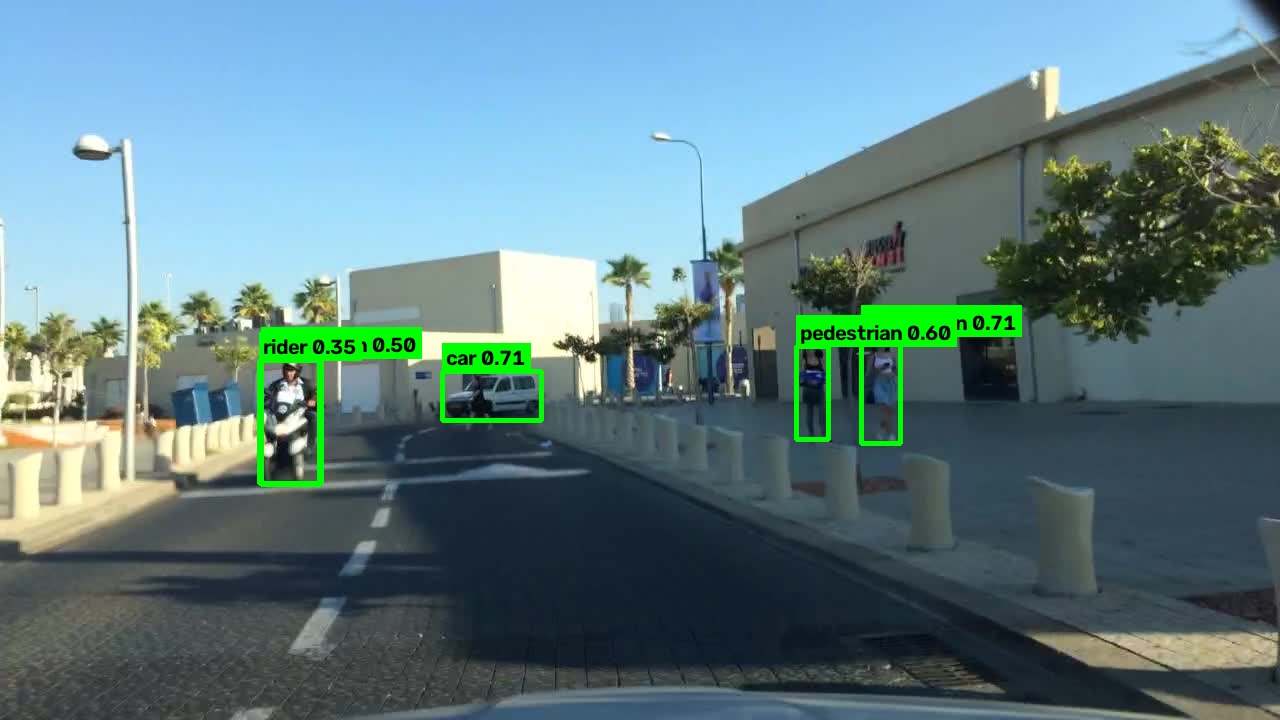 rider 0.35
n 0.50
car 0.71
pedestrian 0.60
n 0.71